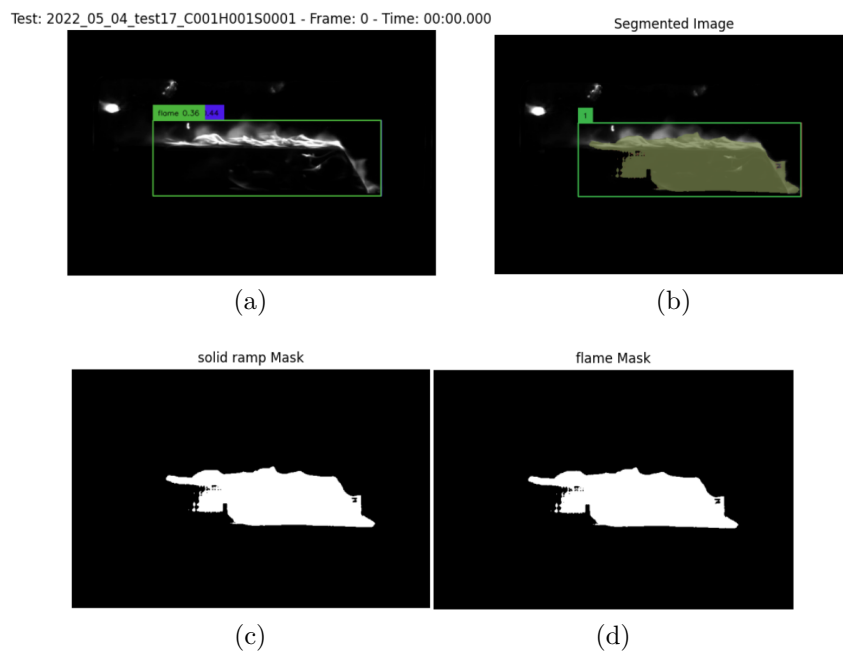 Test: 2022_05_04_test17_C001H001S0001 - Frame: 0 - Time: 00:00.000
Segmented Image
flame 0.36
.44
1
(a)
(b)
solid ramp Mask
flame Mask
(c)
(d)